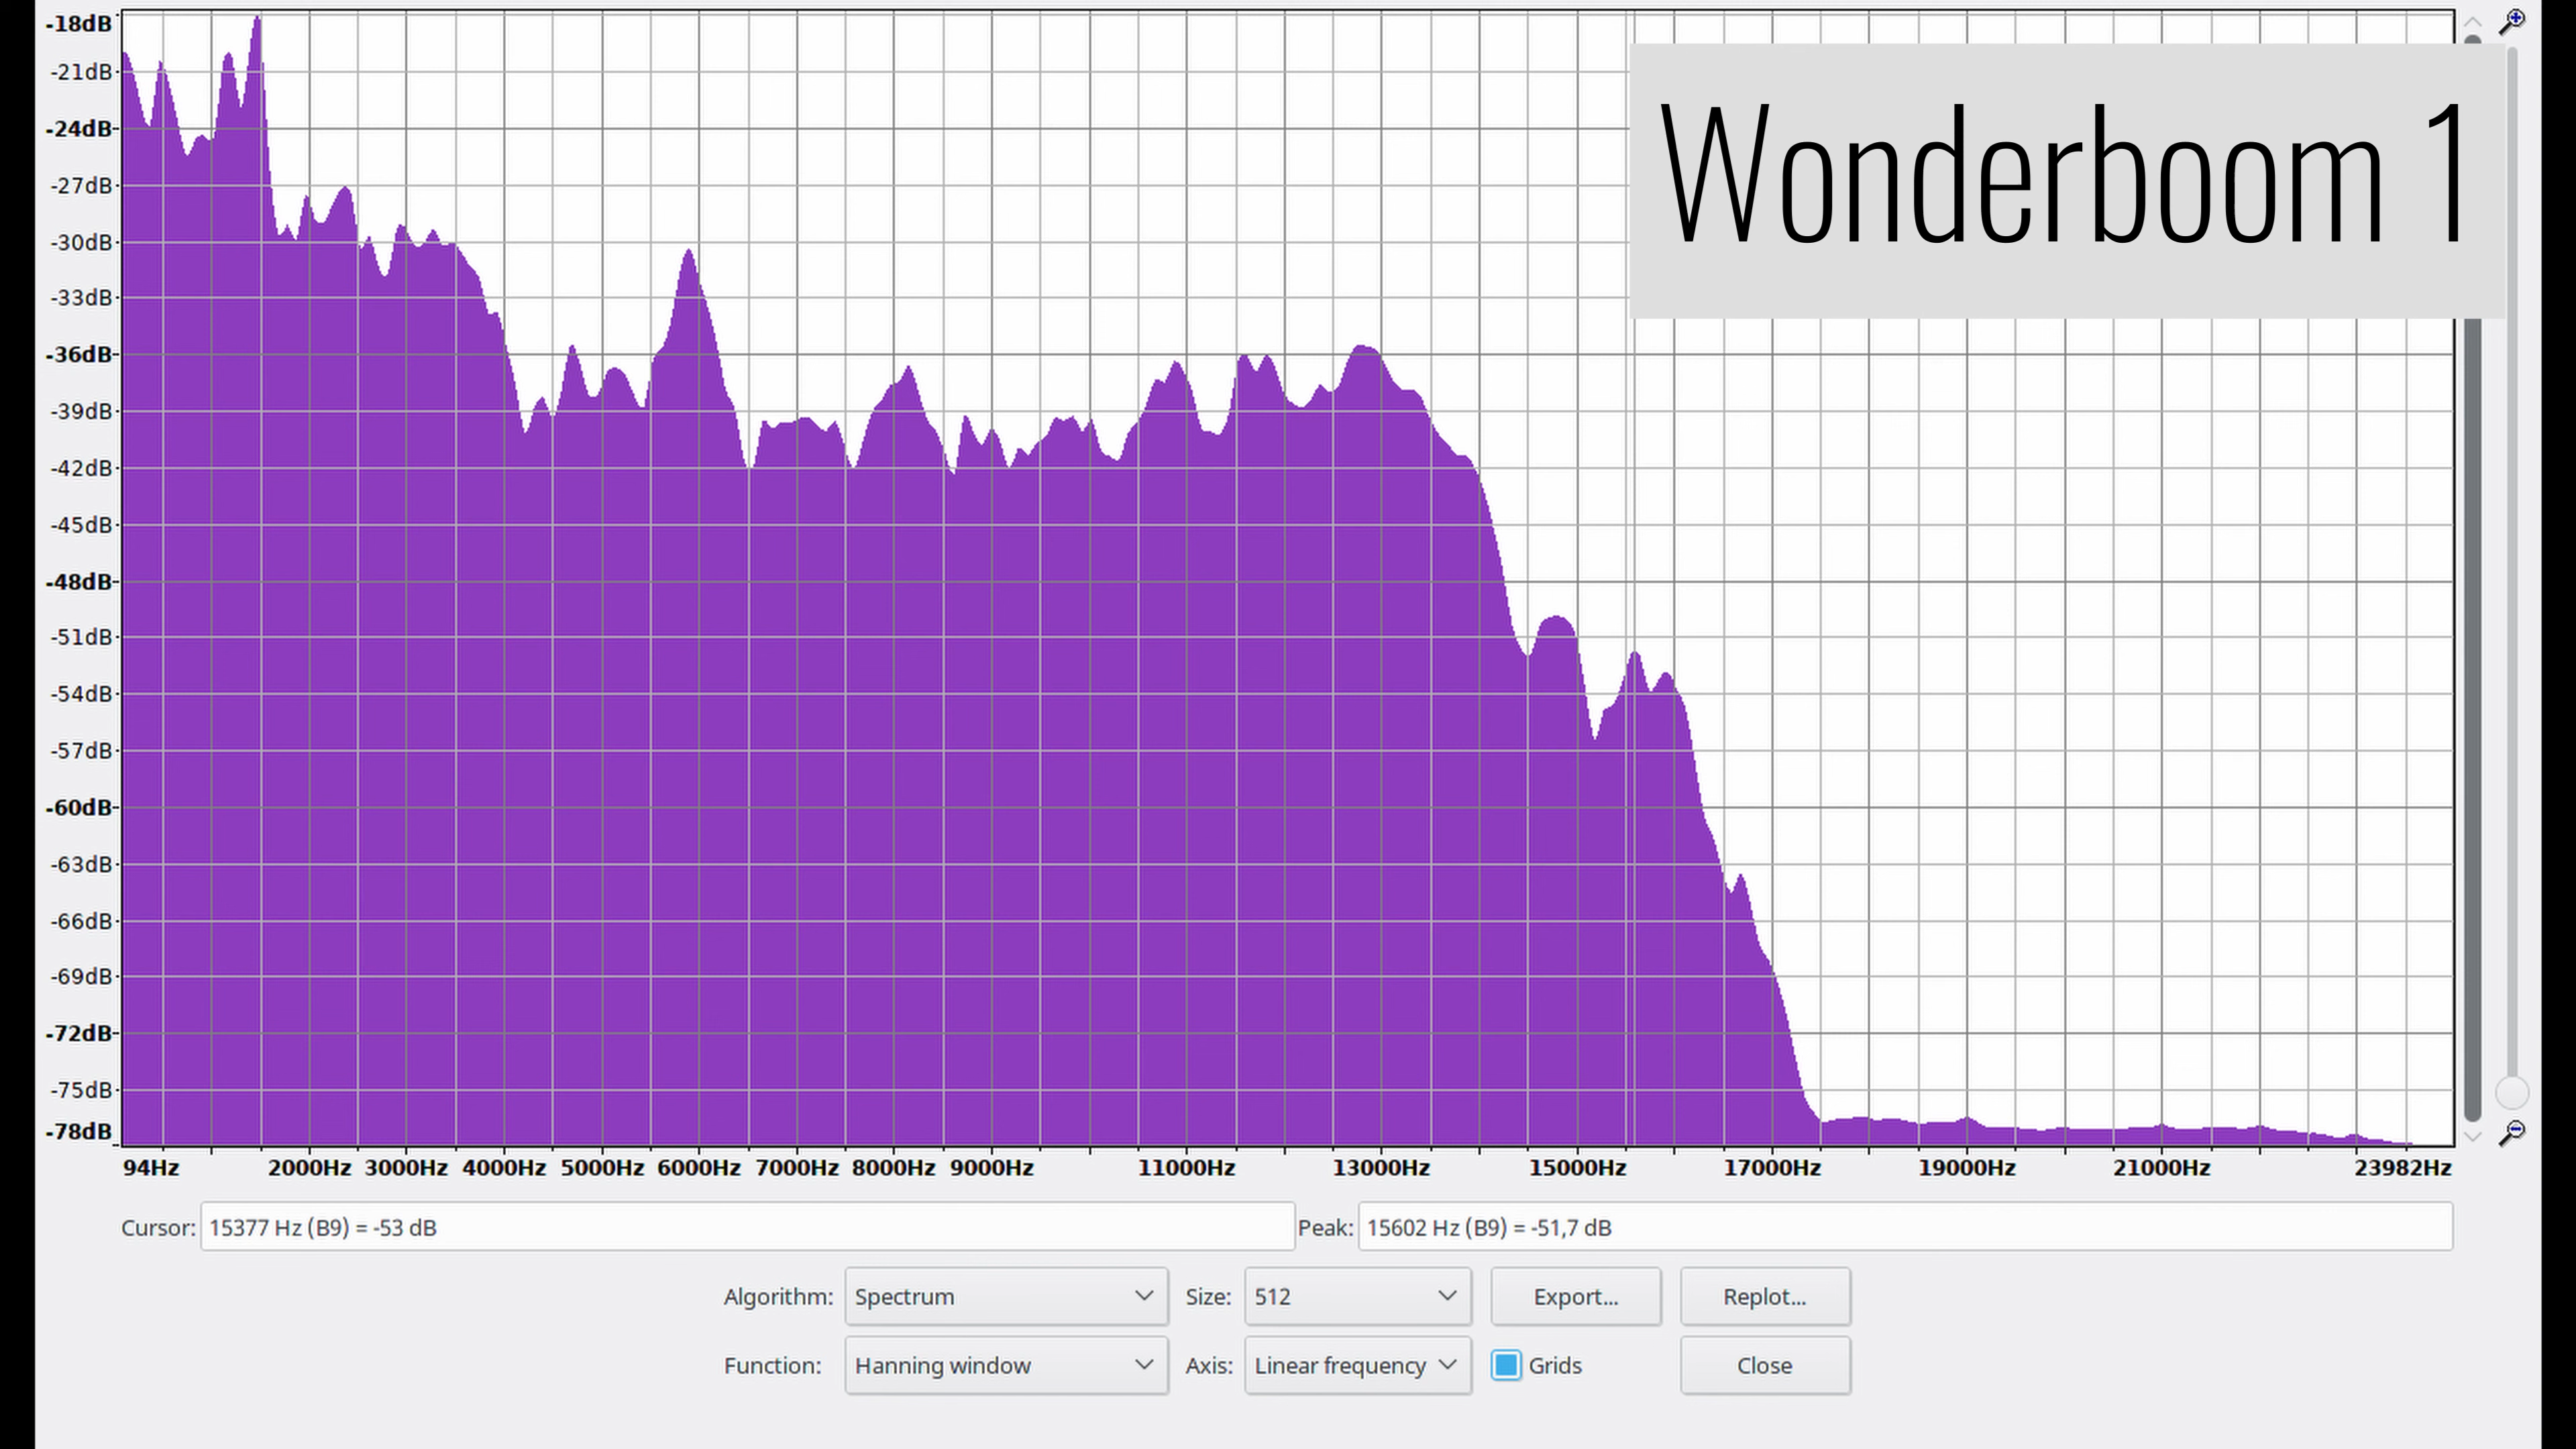 Wonderboom 1
-18dB
-21dB
-24dB
-27dB
-30dB
-33dB
-36dB
-39dB
-42dB
-45dB
-48dB
-51dB
-54dB
-57dB
-60dB
-63dB
-66dB
-69dB
-72dB
-75dB
-78dB
94Hz 2000Hz 3000Hz 4000Hz 5000Hz 6000Hz 7000Hz 8000Hz 9000Hz 11000Hz 13000Hz 15000Hz 17000Hz 19000Hz 21000Hz 23982Hz
Cursor: 15377 Hz (B9) = -53 dB Peak: 15602 Hz (B9) = -51,7 dB
Algorithm: Spectrum Size: 512 Export... Replot...
Function: Hanning window Axis: Linear frequency Grids Close